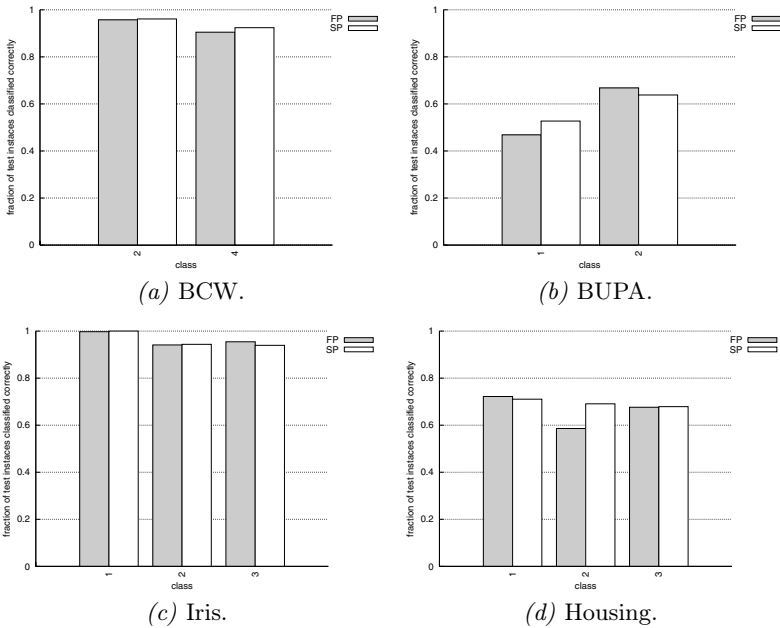 fraction of test instaces classified correctly
1
0.8
0.6
0.4
0.2
0
2
4
class
FP
SP
(a) BCW.
fraction of test instaces classified correctly
1
0.8
0.6
0.4
0.2
0
1
2
class
FP
SP
(b) BUPA.
fraction of test instaces classified correctly
1
0.8
0.6
0.4
0.2
0
1
2
3
class
FP
SP
(c) Iris.
fraction of test instaces classified correctly
1
0.8
0.6
0.4
0.2
0
1
2
3
class
FP
SP
(d) Housing.